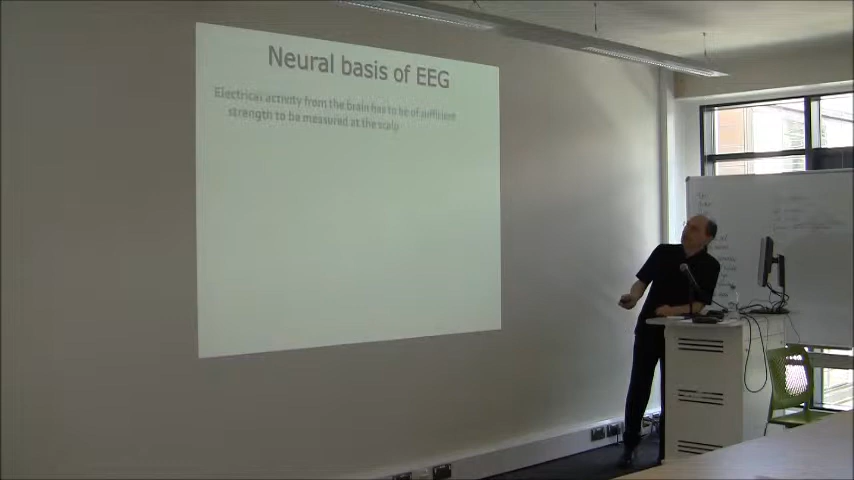 Neural basis of EEG
Electrical activity from the brain has to be of sufficient
strength to be measured at the scalp